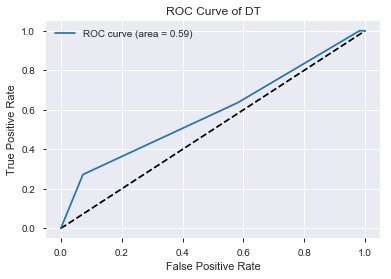 ROC Curve of DT
ROC curve (area = 0.59)
True Positive Rate
1.0
0.8
0.6
0.4
0.2
0.0
0.0 0.2 0.4 0.6 0.8 1.0
False Positive Rate